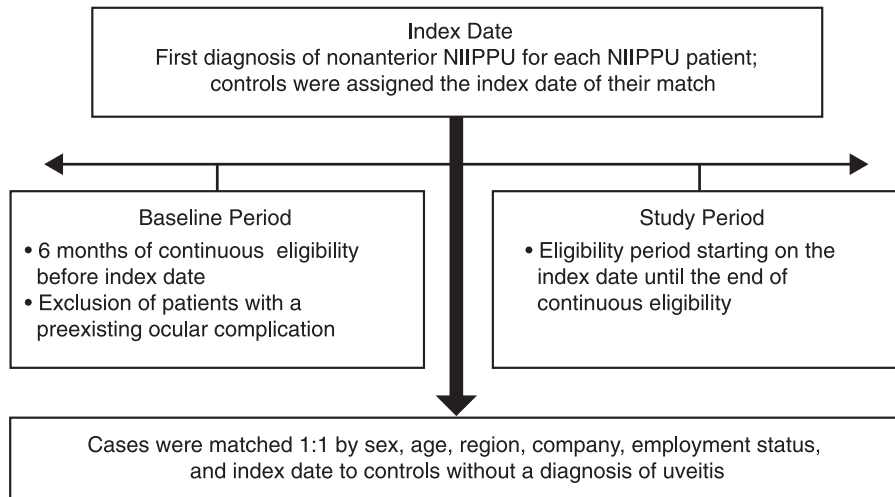 Index Date
First diagnosis of nonanterior NIIPPU for each NIIPPU patient;
controls were assigned the index date of their match
Baseline Period
• 6 months of continuous eligibility
before index date
• Exclusion of patients with a
preexisting ocular complication
Study Period
• Eligibility period starting on the
index date until the end of
continuous eligibility
Cases were matched 1:1 by sex, age, region, company, employment status,
and index date to controls without a diagnosis of uveitis